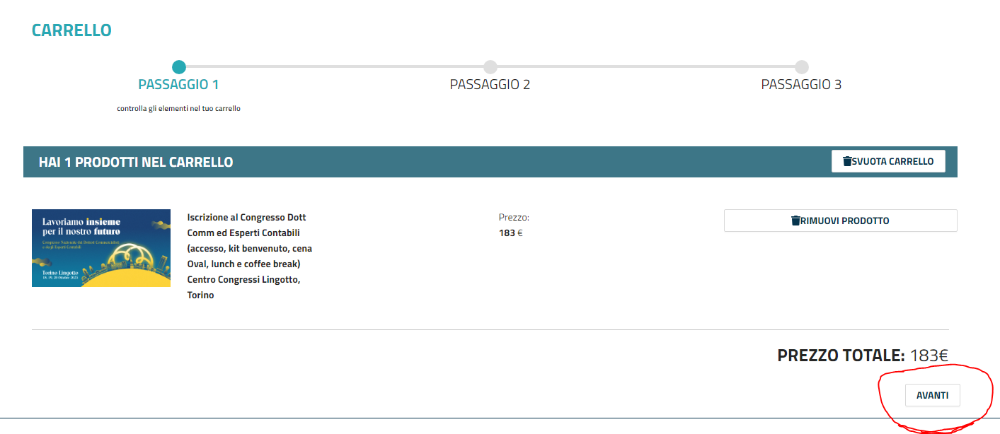 CARRELLO
PASSAGGIO 1
PASSAGGIO 2
PASSAGGIO 3
controlla gli elementi nel tuo carrello
HAI 1 PRODOTTI NEL CARRELLO
SVUOTA CARRELLO
Lavoriamo insieme
per il nostro futuro
Congresso Nazionale dei Dottori Commercialisti
e degli Esperti Contabili
Torino Lingotto
18, 19, 20 Ottobre 2023
Iscrizione al Congresso Dott
Comm ed Esperti Contabili
(accesso, kit benvenuto, cena
Oval, lunch e coffee break)
Centro Congressi Lingotto,
Torino
Prezzo:
183 €
RIMUOVI PRODOTTO
PREZZO TOTALE: 183€
AVANTI